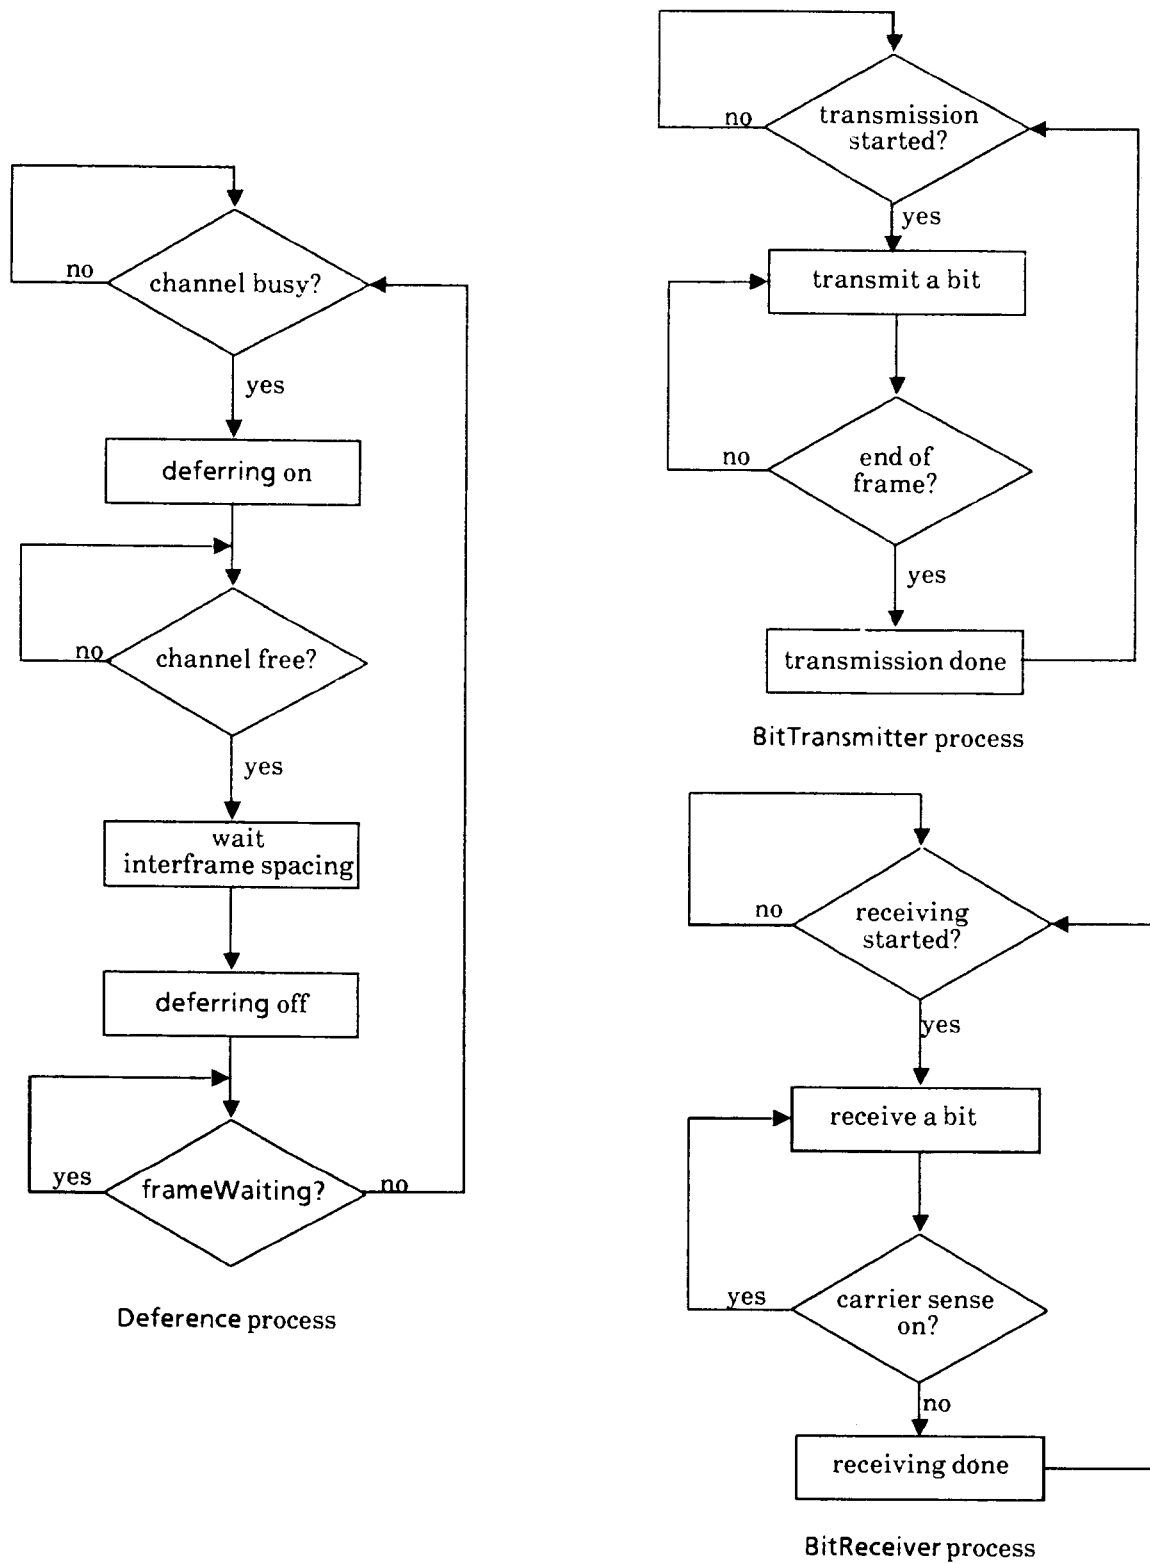 no
channel busy?
yes
deferring on
no
channel free?
yes
wait
interframe spacing
deferring off
yes
frameWaiting?
no
Deference process
no
transmission
started?
yes
transmit a bit
no
end of
frame?
yes
transmission done
BitTransmitter process
no
receiving
started?
yes
receive a bit
yes
carrier sense
on?
no
receiving done
BitReceiver process